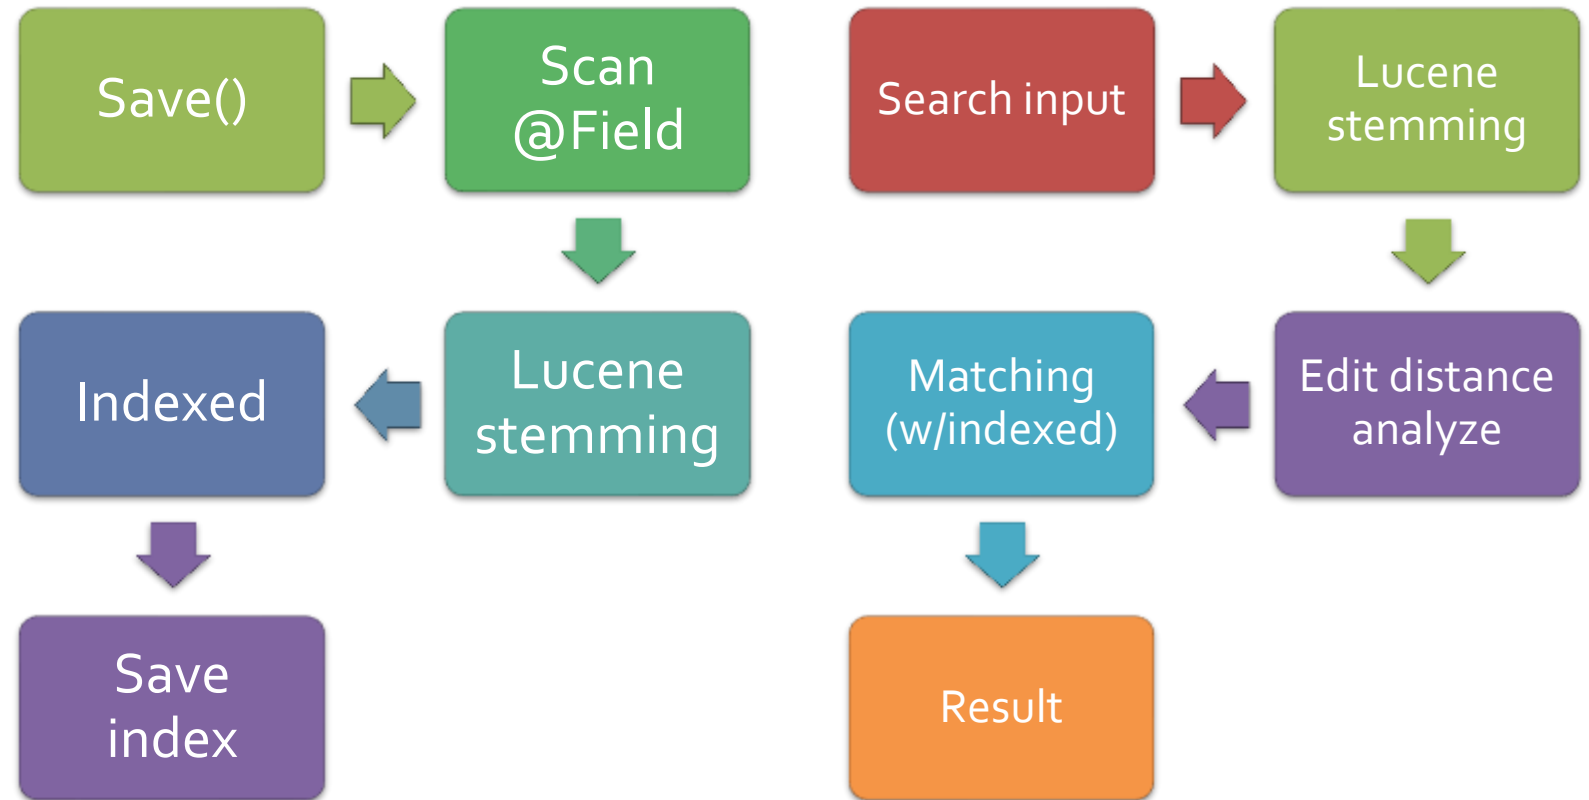 Save()
Scan
@Field
Lucene
stemming
Indexed
Save
index
Search input
Lucene
stemming
Edit distance
analyze
Matching
(w/indexed)
Result